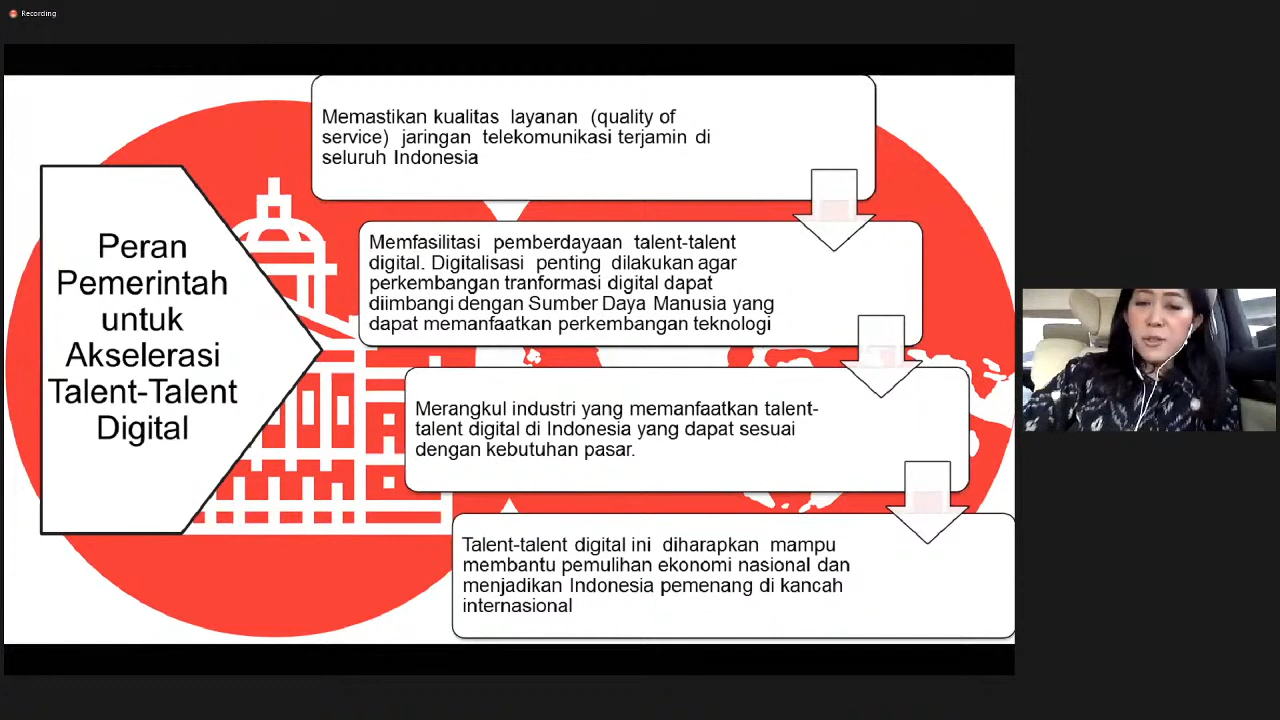 Recording
Peran
Pemerintah
untuk
Akselerasi
Talent-Talent
Digital
Memastikan kualitas layanan (quality of
service) jaringan telekomunikasi terjamin di
seluruh Indonesia
Memfasilitasi pemberdayaan talent-talent
digital. Digitalisasi penting dilakukan agar
perkembangan tranformasi digital dapat
diimbangi dengan Sumber Daya Manusia yang
dapat memanfaatkan perkembangan teknologi
Merangkul industri yang memanfaatkan talent-
talent digital di Indonesia yang dapat sesuai
dengan kebutuhan pasar.
Talent-talent digital ini diharapkan mampu
membantu pemulihan ekonomi nasional dan
menjadikan Indonesia pemenang di kancah
internasional